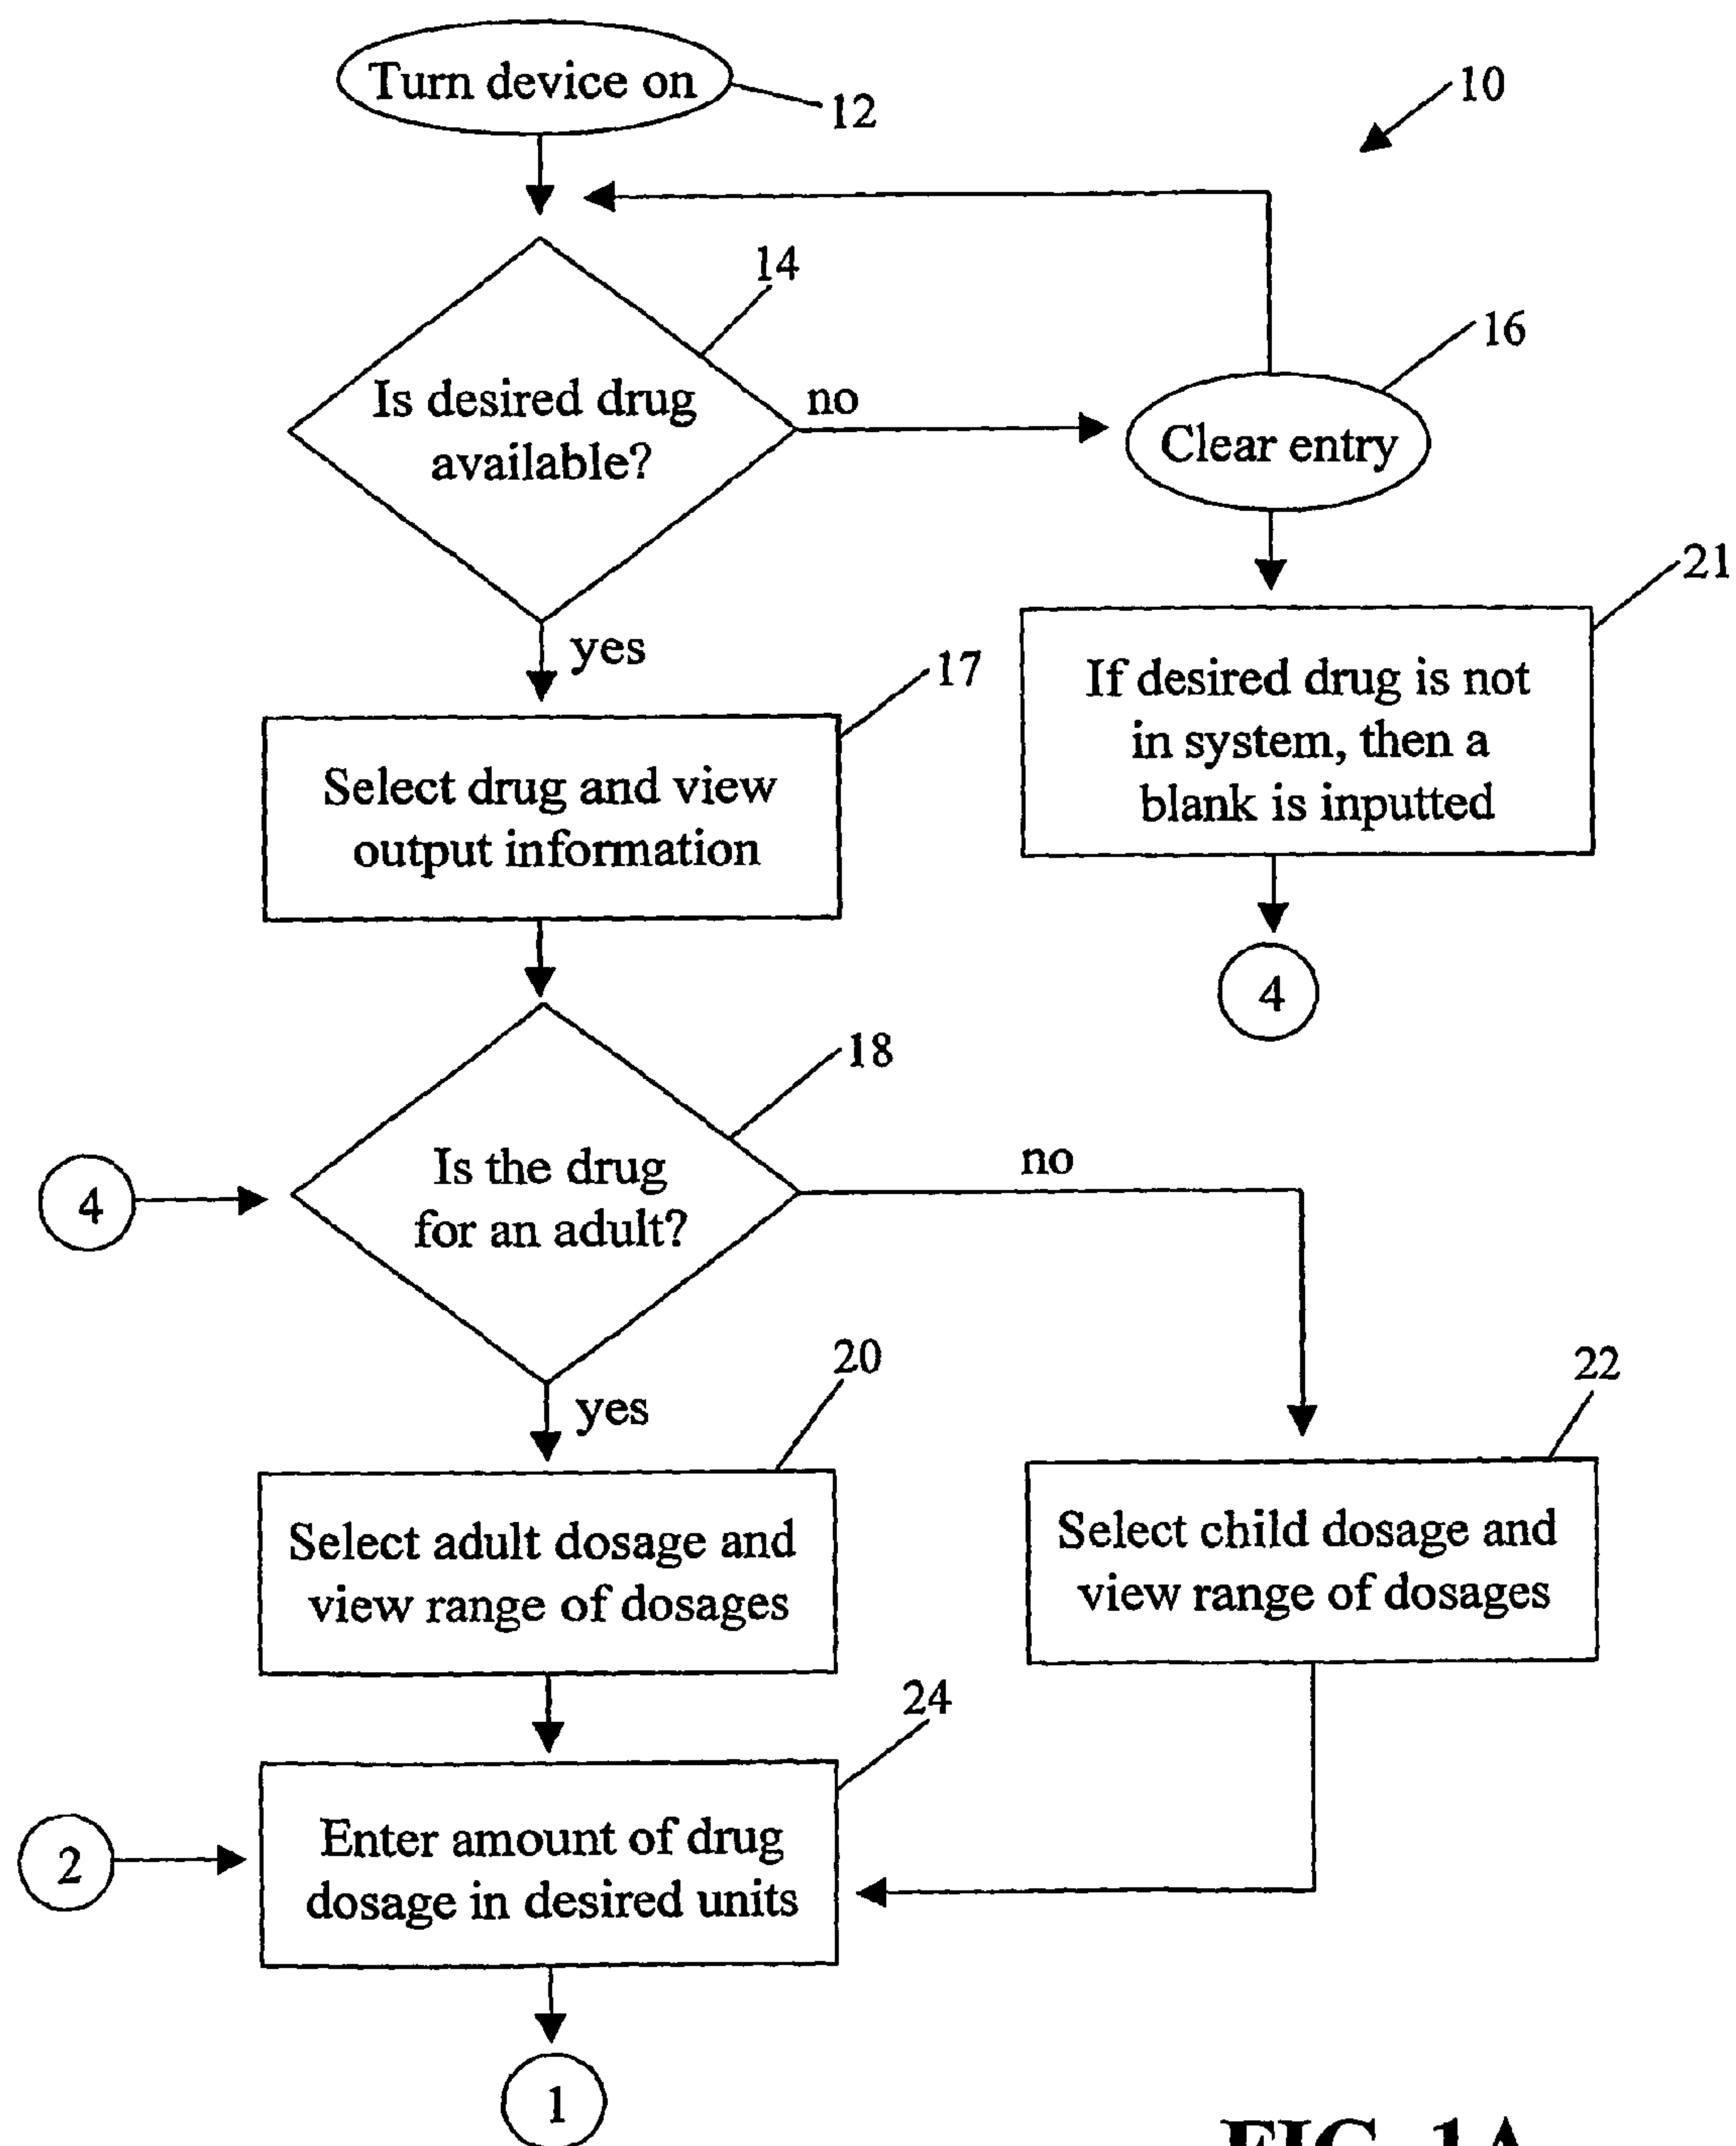 Turn device on
12
10
14
Is desired drug
available?
no
16
Clear entry
yes
21
If desired drug is not
in system, then a
blank is inputted
17
Select drug and view
output information
4
18
Is the drug
for an adult?
no
4
yes
20
Select adult dosage and
view range of dosages
22
Select child dosage and
view range of dosages
24
Enter amount of drug
dosage in desired units
2
1
FIG. 1A